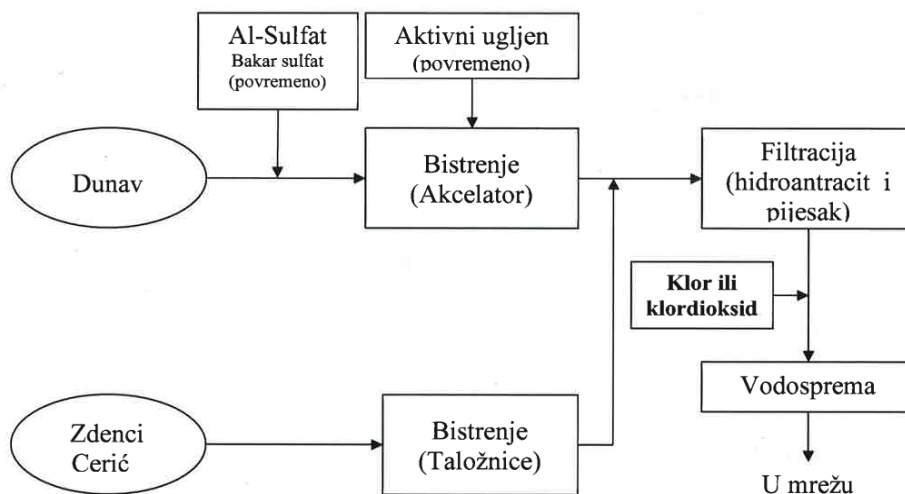 Al-Sulfat
Bakar sulfat
(povremeno)
Aktivni ugljen
(povremeno)
Dunav
Bistrenje
(Akcelator)
Filtracija
(hidroantracit i
pijesak)
Klor ili
klordioksid
Vodosprema
Zdenci
Cerić
Bistrenje
(Taložnice)
U mrežu